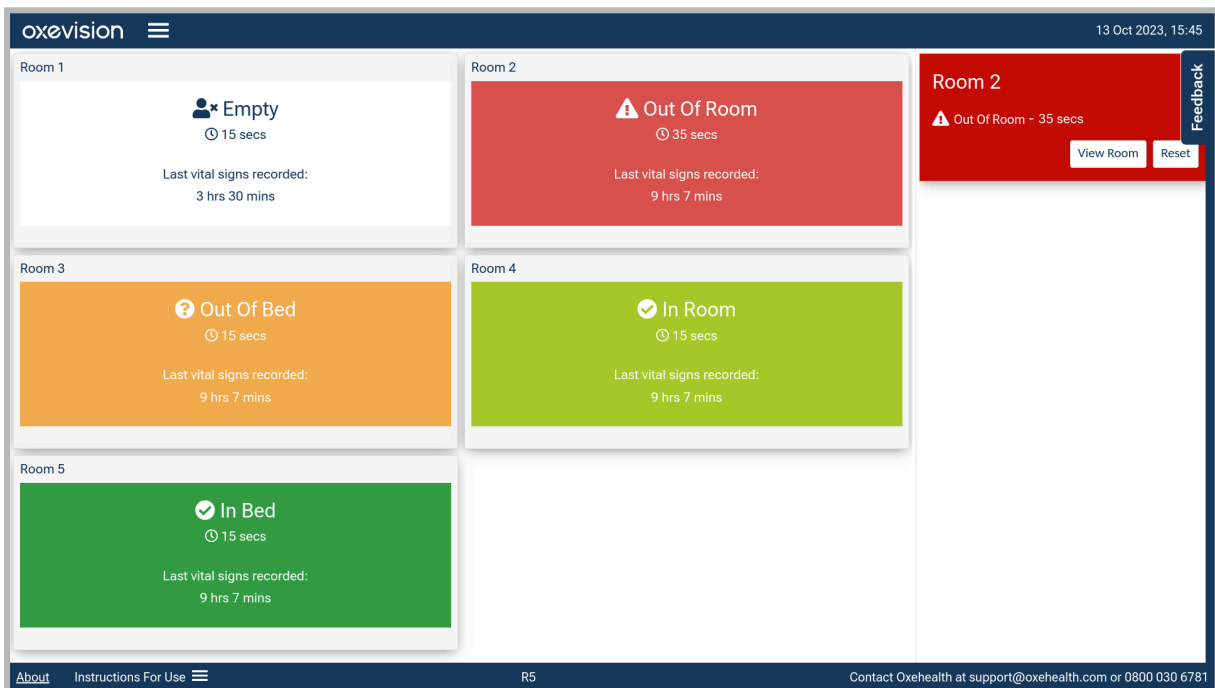 oxevision
13 Oct 2023, 15:45
Room 1
Empty
15 secs
Last vital signs recorded:
3 hrs 30 mins
Room 2
Out Of Room
35 secs
Last vital signs recorded:
9 hrs 7 mins
Room 3
Out Of Bed
15 secs
Last vital signs recorded:
9 hrs 7 mins
Room 4
In Room
15 secs
Last vital signs recorded:
9 hrs 7 mins
Room 5
In Bed
15 secs
Last vital signs recorded:
9 hrs 7 mins
Room 2
Out Of Room - 35 secs
View Room Reset
Feedback
About Instructions For Use R5 Contact Oxehealth at support@oxehealth.com or 0800 030 6781